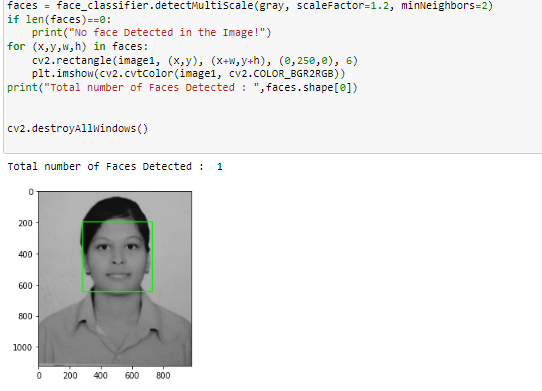 faces = face_classifier.detectMultiScale(gray, scaleFactor=1.2, minNeighbors=2)
if len(faces)==0:
    print("No face Detected in the Image!")
for (x,y,w,h) in faces:
    cv2.rectangle(image1, (x,y), (x+w,y+h), (0,250,0), 6)
    plt.imshow(cv2.cvtColor(image1, cv2.COLOR_BGR2RGB))
print("Total number of Faces Detected : ",faces.shape[0])
cv2.destroyAllWindows()
Total number of Faces Detected :  1
0
200
400
600
800
1000
0 200 400 600 800